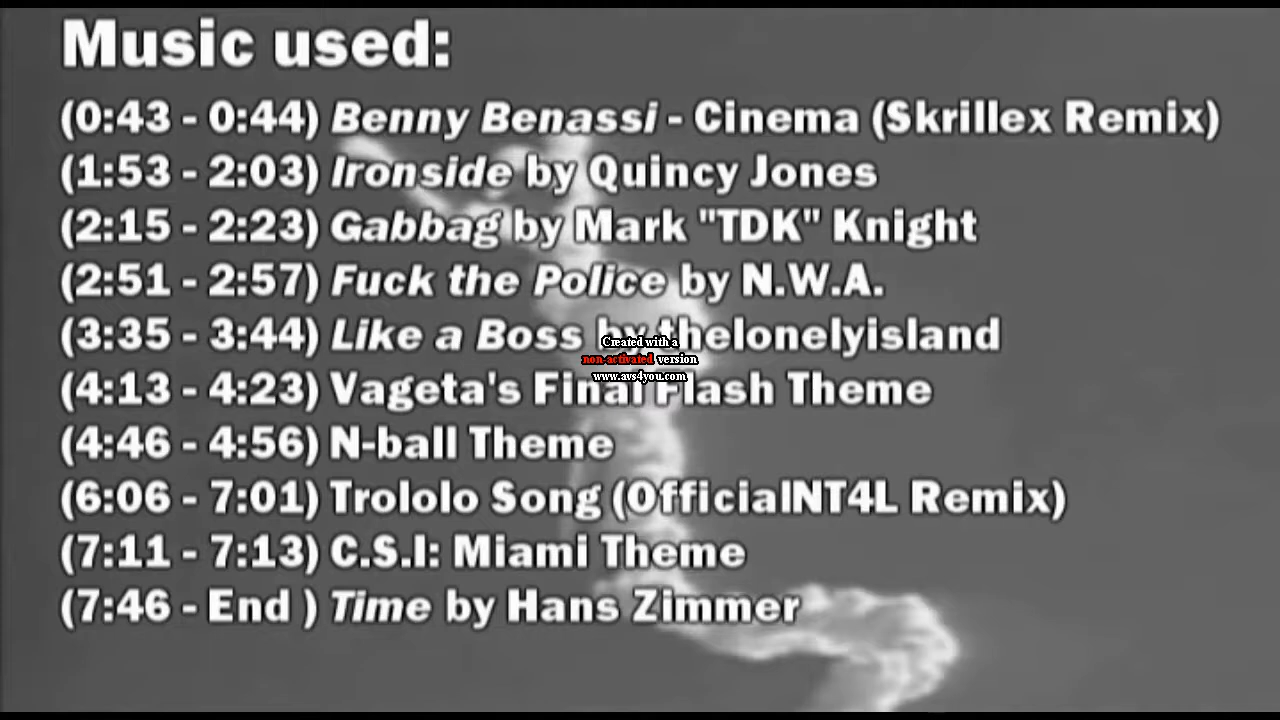 Music used:
(0:43 - 0:44) Benny Benassi - Cinema (Skrillex Remix)
(1:53 - 2:03) Ironside by Quincy Jones
(2:15 - 2:23) Gabbag by Mark "TDK" Knight
(2:51 - 2:57) Fuck the Police by N.W.A.
(3:35 - 3:44) Like a Boss by thelonelyisland
Created with a
non-activated version
www.avs4you.com
(4:13 - 4:23) Vageta's Final Flash Theme
(4:46 - 4:56) N-ball Theme
(6:06 - 7:01) Trololo Song (OfficialNT4L Remix)
(7:11 - 7:13) C.S.I: Miami Theme
(7:46 - End ) Time by Hans Zimmer